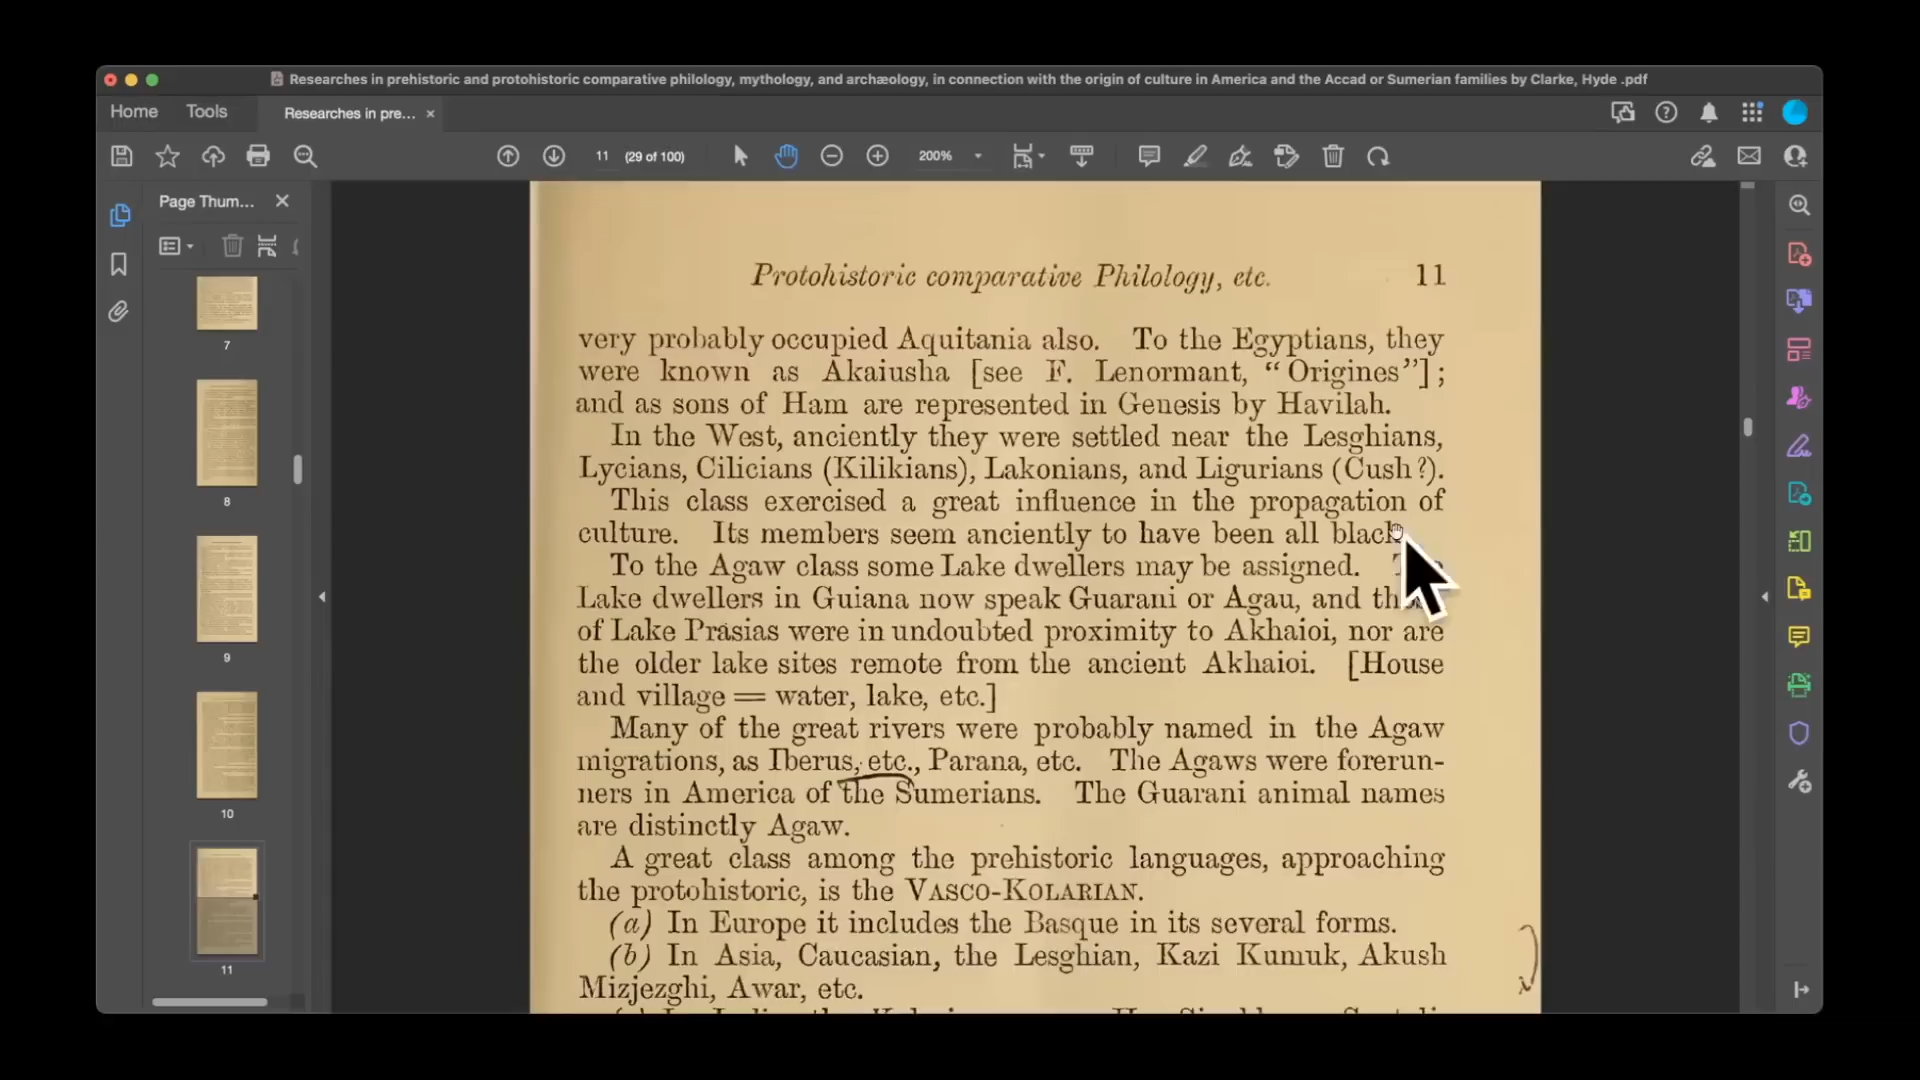 Researches in prehistoric and protohistoric comparative philology, mythology, and archæology, in connection with the origin of culture in America and the Accad or Sumerian families by Clarke, Hyde .pdf
Home Tools Researches in pre... ×
11 (29 of 100) 200%
Page Thum...
7
8
9
10
11
Protohistoric comparative Philology, etc. 11
very probably occupied Aquitania also. To the Egyptians, they
were known as Akaiusha [see F. Lenormant, “Origines”];
and as sons of Ham are represented in Genesis by Havilah.
In the West, anciently they were settled near the Lesghians,
Lycians, Cilicians (Kilikians), Lakonians, and Ligurians (Cush?).
This class exercised a great influence in the propagation of
culture. Its members seem anciently to have been all black
To the Agaw class some Lake dwellers may be assigned.
Lake dwellers in Guiana now speak Guarani or Agau, and
of Lake Prasias were in undoubted proximity to Akhaioi, nor are
the older lake sites remote from the ancient Akhaioi. [House
and village = water, lake, etc.]
Many of the great rivers were probably named in the Agaw
migrations, as Iberus, etc., Parana, etc. The Agaws were forerun-
ners in America of the Sumerians. The Guarani animal names
are distinctly Agaw.
A great class among the prehistoric languages, approaching
the protohistoric, is the VASCO-KOLARIAN.
(a) In Europe it includes the Basque in its several forms.
(b) In Asia, Caucasian, the Lesghian, Kazi Kumuk, Akush
Mizjezghi, Awar, etc.